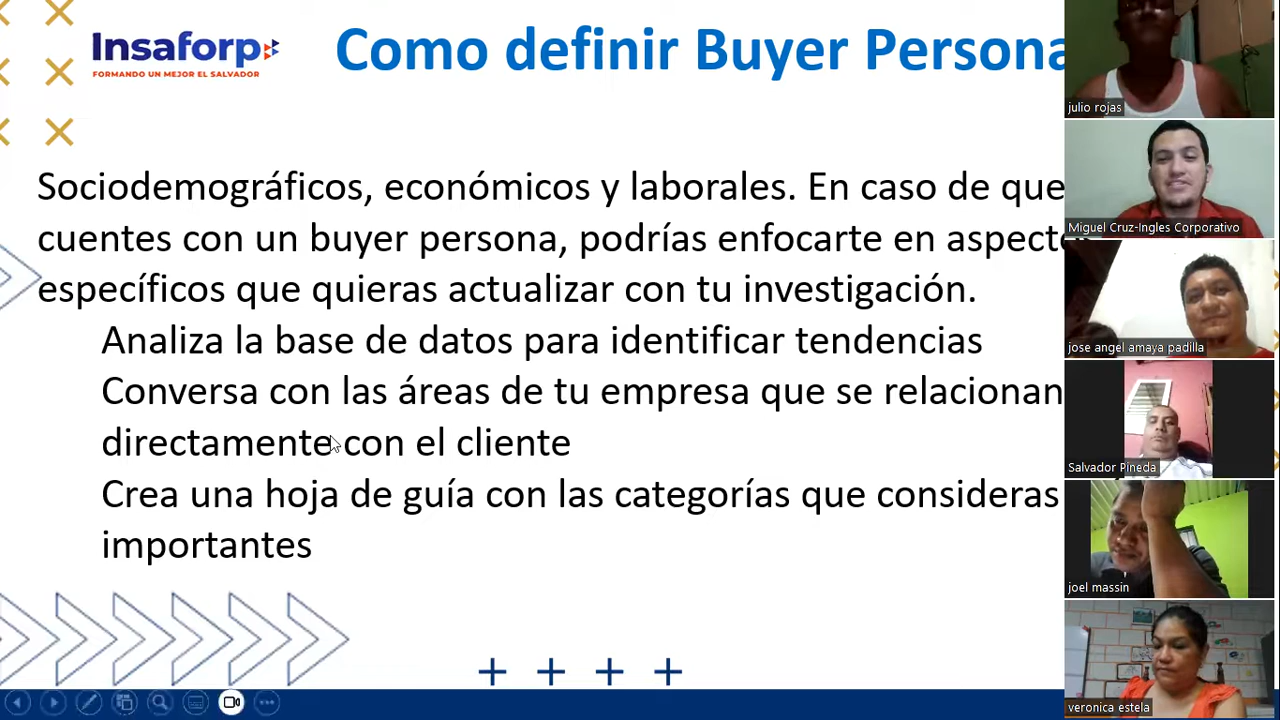 Insaforp
FORMANDO UN MEJOR EL SALVADOR
Como definir Buyer Persona
Sociodemográficos, económicos y laborales. En caso de que
cuentes con un buyer persona, podrías enfocarte en aspecto
específicos que quieras actualizar con tu investigación.
Analiza la base de datos para identificar tendencias
Conversa con las áreas de tu empresa que se relacionan
directamente con el cliente
Crea una hoja de guía con las categorías que consideras
importantes
julio rojas
Miguel Cruz-Ingles Corporativo
jose angel amaya padilla
Salvador Pineda
joel massin
veronica estela